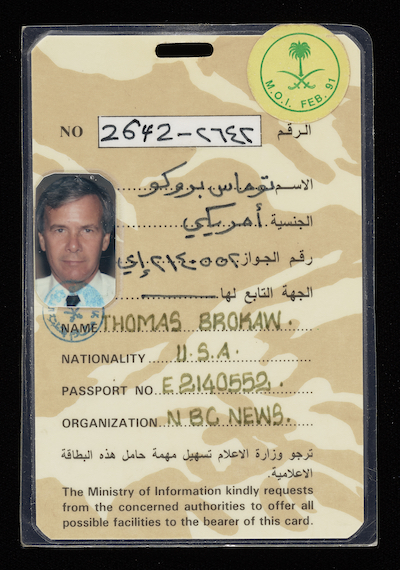 M.O.I. FEB. 91
NO 2642-٢٦٤٢ الرقم
الاسم توماس بروكو
الجنسية أمريكي
رقم الجواز ٢١٤٠٥٥٢ إي
الجهة التابع لها
NAME THOMAS BROKAW.
NATIONALITY U.S.A.
PASSPORT NO. E2140552.
ORGANIZATION NBC NEWS.
ترجو وزارة الاعلام تسهيل مهمة حامل هذه البطاقة
الاعلامية.
The Ministry of Information kindly requests
from the concerned authorities to offer all
possible facilities to the bearer of this card.